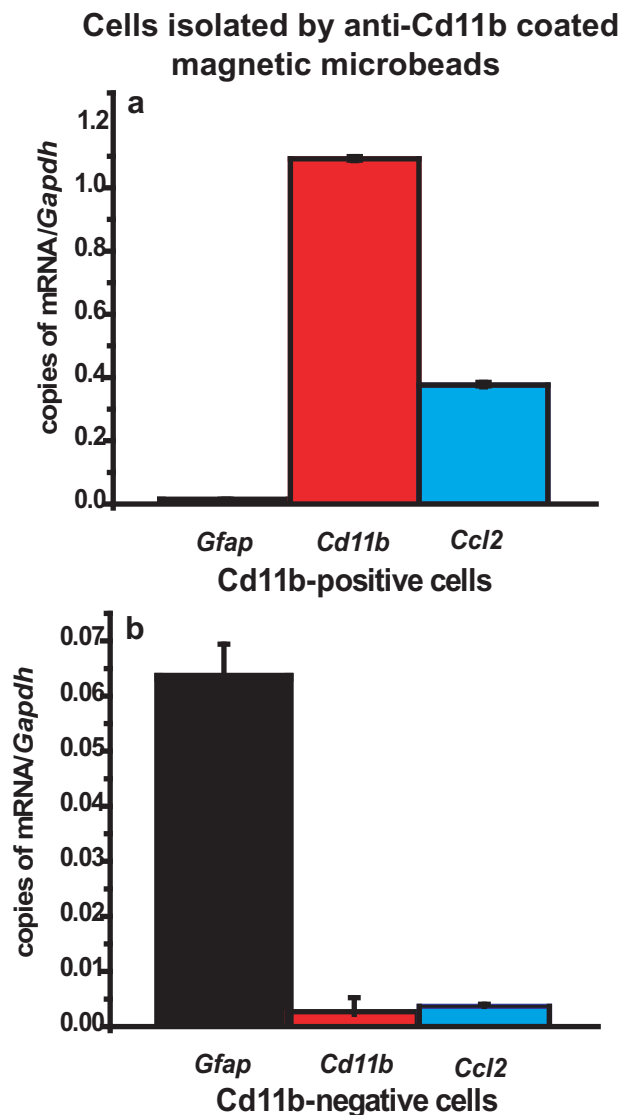 Cells isolated by anti-Cd11b coated
magnetic microbeads
a
copies of mRNA/Gapdh
1.2
1.0
0.8
0.6
0.4
0.2
0.0
Gfap Cd11b Ccl2
Cd11b-positive cells
b
copies of mRNA/Gapdh
0.07
0.06
0.05
0.04
0.03
0.02
0.01
0.00
Gfap Cd11b Ccl2
Cd11b-negative cells